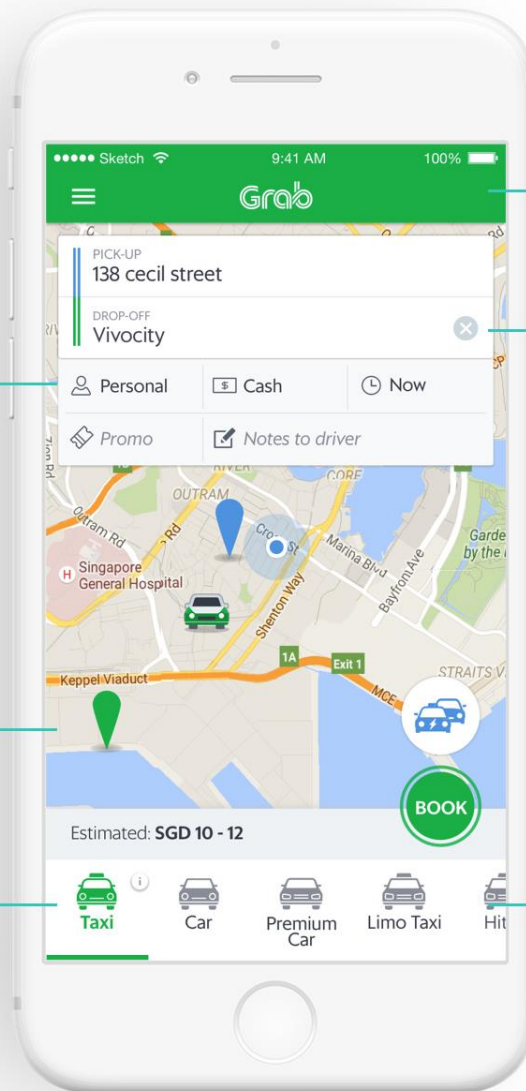 Sketch 9:41 AM 100%
Grab
PICK-UP
138 cecil street
DROP-OFF
Vivocity
Personal $ Cash Now
Promo Notes to driver
RIVER
CORE
OUTRAM
Outram Rd
Rd
Cross St
Marina Blvd
Bayfron Ave
Garde
by the
H Singapore
General Hospital
Shenton Way
1A
Exit 1
Keppel Viaduct
MCE
STRAITS V
BOOK
Estimated: SGD 10 - 12
i
Taxi Car Premium Limo Taxi Hit
Car